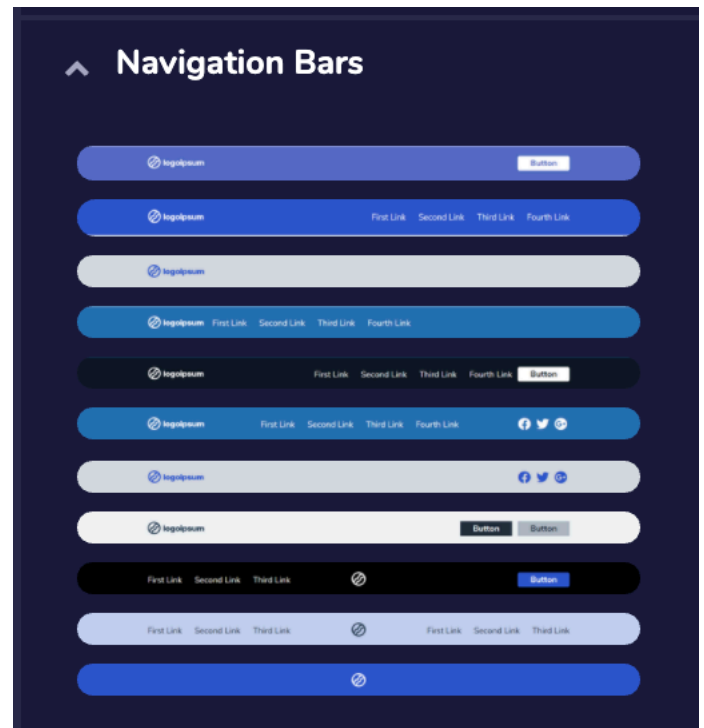 Navigation Bars
logoipsum Button
logoipsum First Link Second Link Third Link Fourth Link
logoipsum
logoipsum First Link Second Link Third Link Fourth Link
logoipsum First Link Second Link Third Link Fourth Link Button
logoipsum First Link Second Link Third Link Fourth Link
logoipsum
logoipsum Button Button
First Link Second Link Third Link Button
First Link Second Link Third Link First Link Second Link Third Link